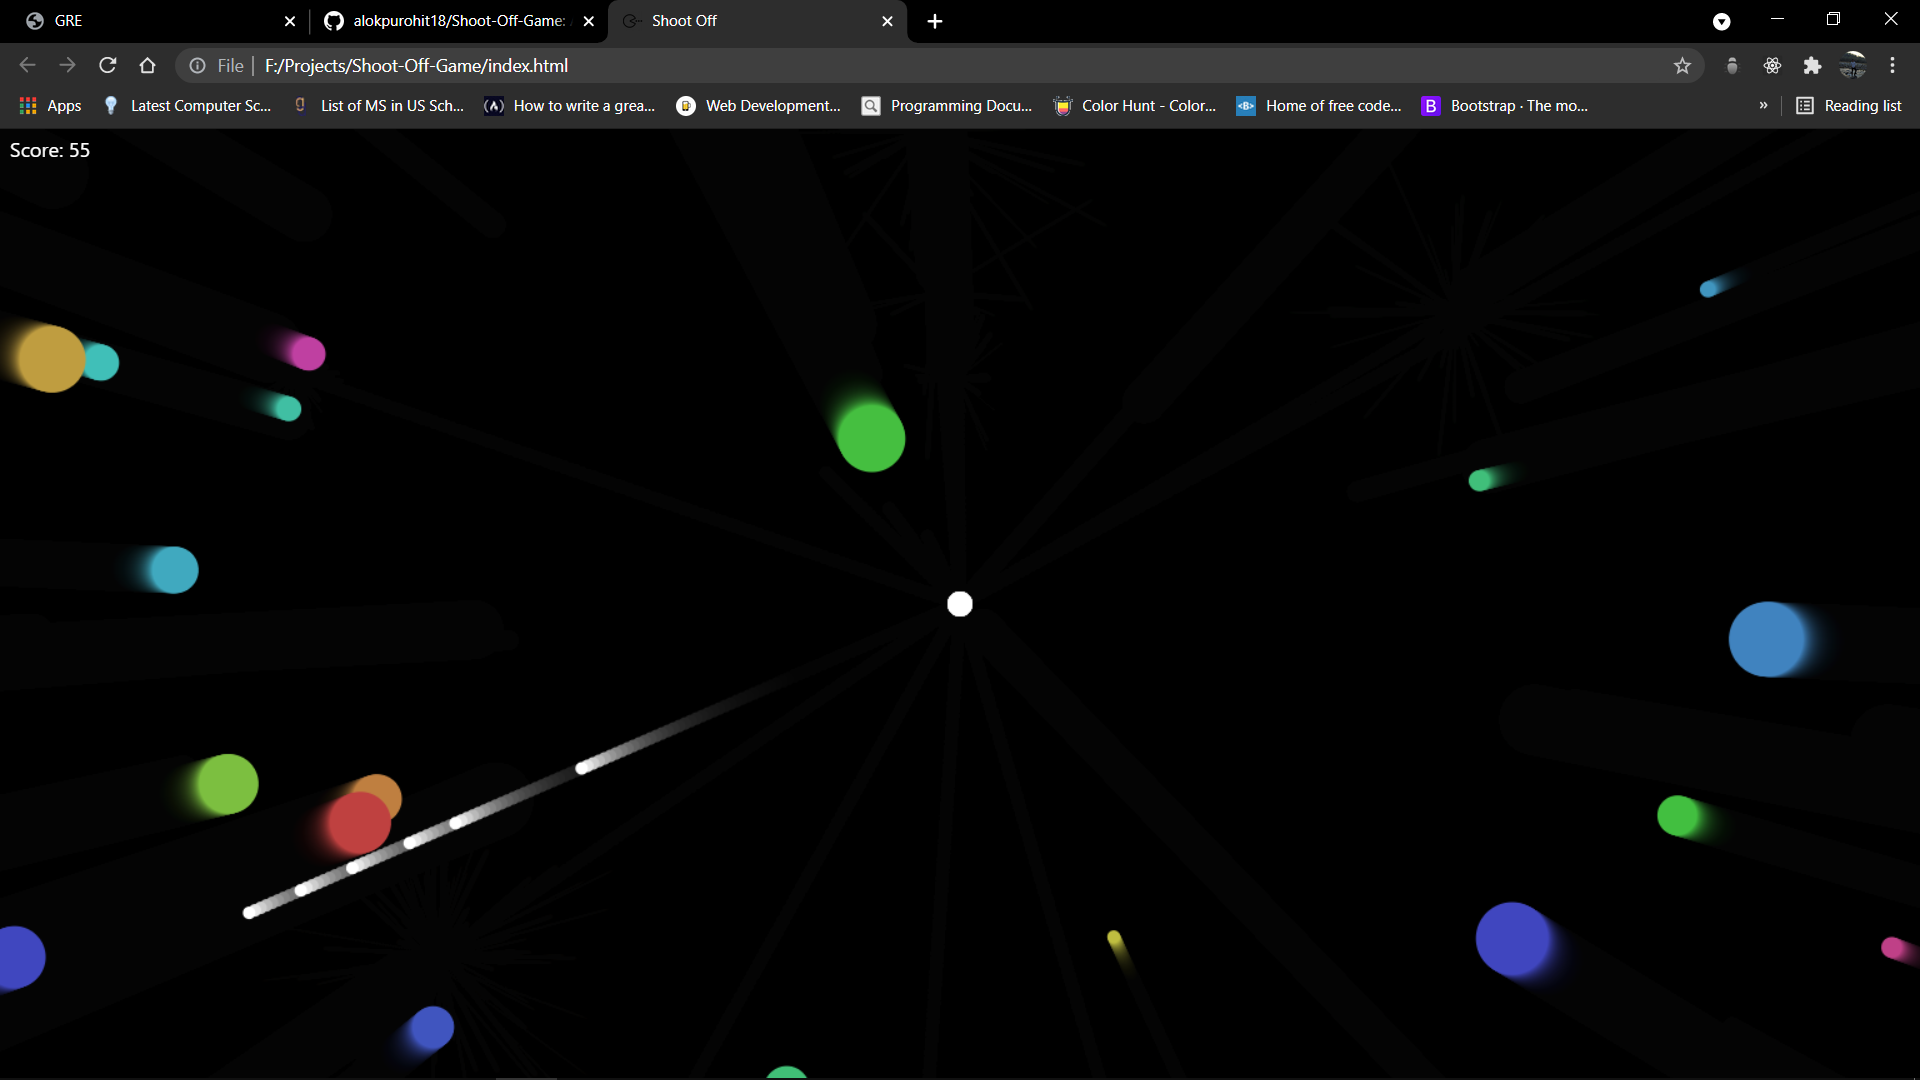 GRE
alokpurohit18/Shoot-Off-Game:
Shoot Off
File
F:/Projects/Shoot-Off-Game/index.html
Apps
Latest Computer Sc...
g
List of MS in US Sch...
(A)
How to write a grea...
Web Development...
Programming Docu...
Color Hunt - Color...
<B>
Home of free code...
B
Bootstrap · The mo...
»
Reading list
Score: 55